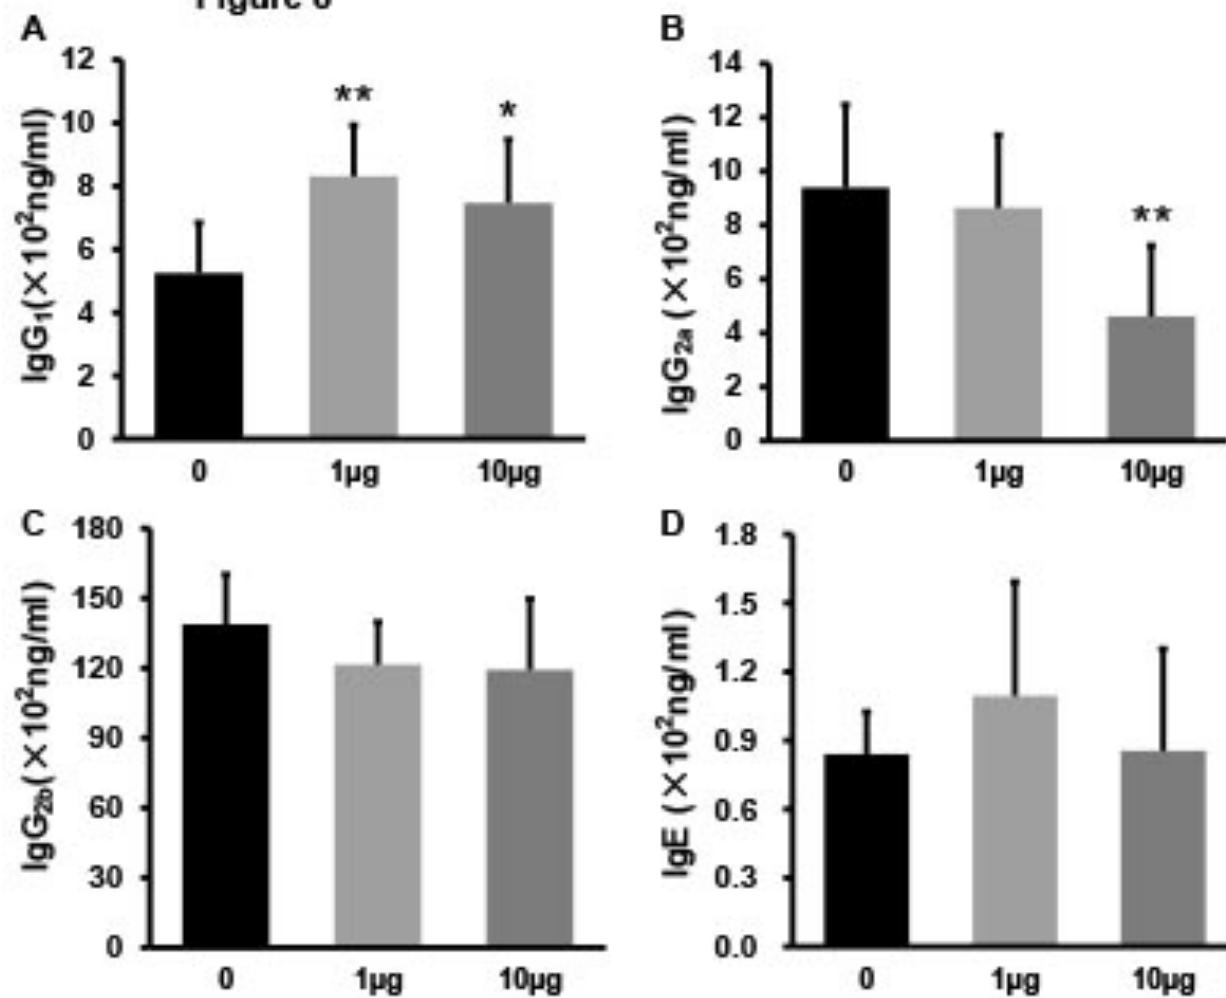 A
IgG1(×10²ng/ml)
12
10
8
6
4
2
0
**
*
0 1μg 10μg
B
IgG2a (×10²ng/ml)
14
12
10
8
6
4
2
0
**
0 1μg 10μg
C
IgG2b(×10²ng/ml)
180
150
120
90
60
30
0
0 1μg 10μg
D
IgE (×10²ng/ml)
1.8
1.5
1.2
0.9
0.6
0.3
0.0
0 1μg 10μg